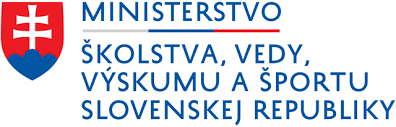 MINISTERSTVO
ŠKOLSTVA, VEDY,
VÝSKUMU A ŠPORTU
SLOVENSKEJ REPUBLIKY